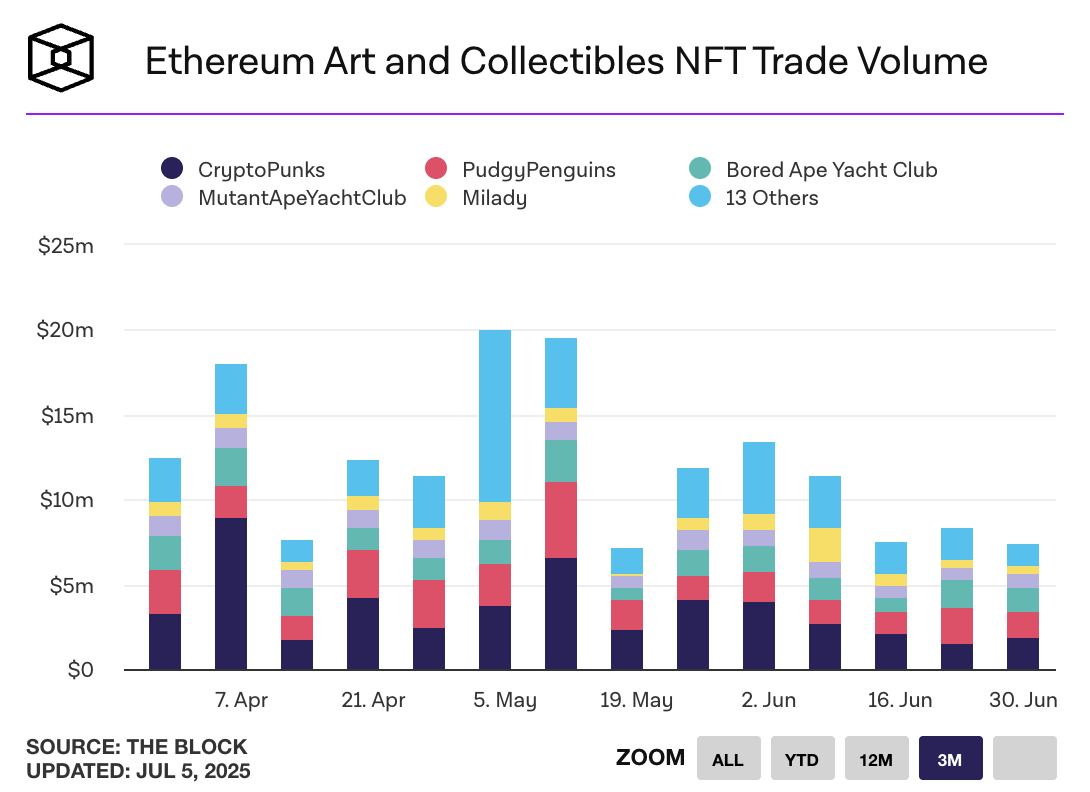 Ethereum Art and Collectibles NFT Trade Volume
CryptoPunks PudgyPenguins Bored Ape Yacht Club
MutantApeYachtClub Milady 13 Others
$25m
$20m
$15m
$10m
$5m
$0
7. Apr 21. Apr 5. May 19. May 2. Jun 16. Jun 30. Jun
SOURCE: THE BLOCK
UPDATED: JUL 5, 2025
ZOOM ALL YTD 12M 3M